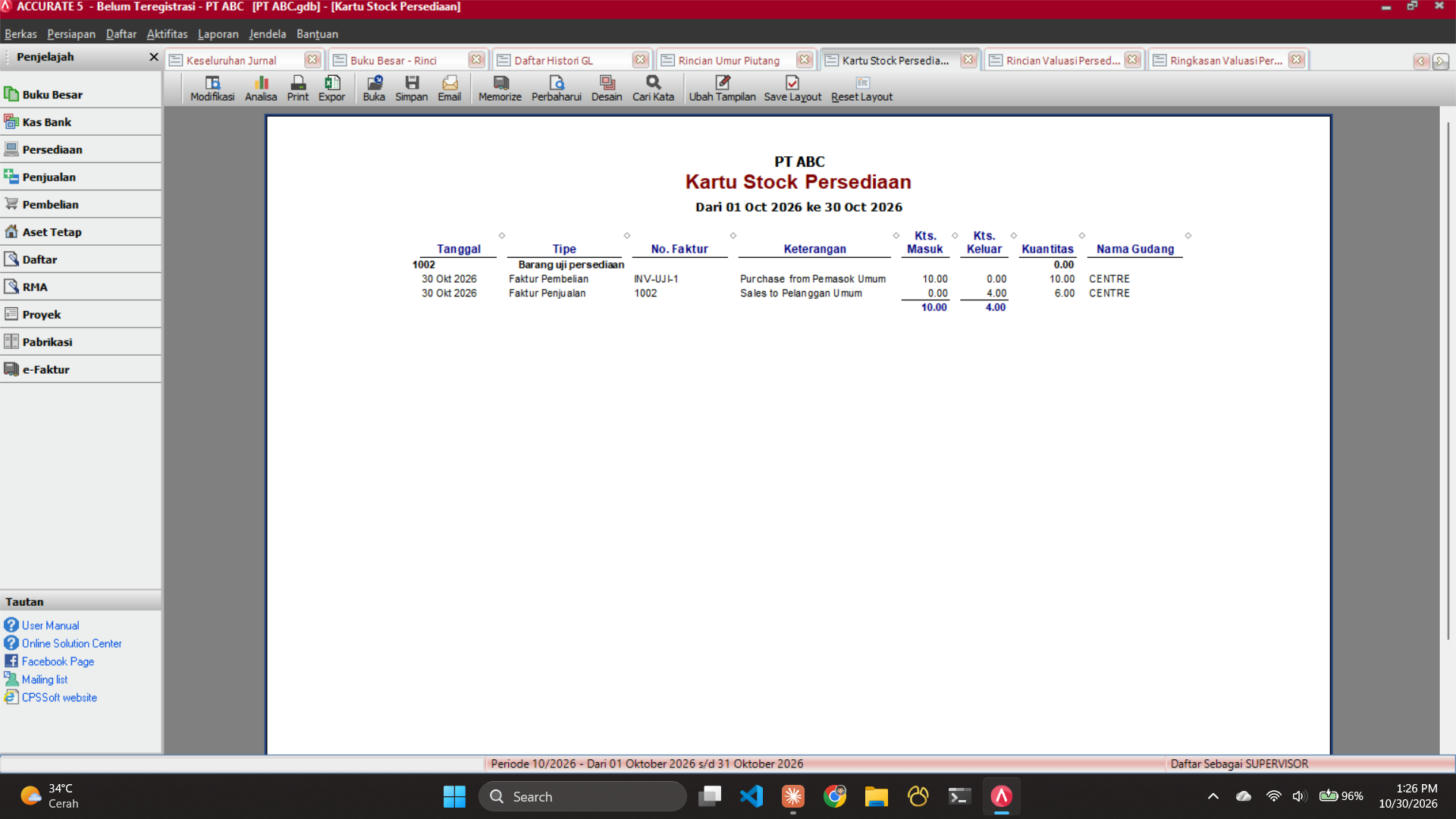 ACCURATE 5 - Belum Teregistrasi - PT ABC [PT ABC.gdb] - [Kartu Stock Persediaan]
Berkas Persiapan Daftar Aktifitas Laporan Jendela Bantuan
Penjelajah
Keseluruhan Jurnal Buku Besar - Rinci Daftar Histori GL Rincian Umur Piutang Kartu Stock Persedia... Rincian Valuasi Persed... Ringkasan Valuasi Per...
Modifikasi Analisa Print Expor Buka Simpan Email Memorize Perbaharui Desain Cari Kata Ubah Tampilan Save Layout Reset Layout
Buku Besar
Kas Bank
Persediaan
Penjualan
Pembelian
Aset Tetap
Daftar
RMA
Proyek
Pabrikasi
e-Faktur
PT ABC
Kartu Stock Persediaan
Dari 01 Oct 2026 ke 30 Oct 2026
Tanggal Tipe No. Faktur Keterangan Kts. Masuk Kts. Keluar Kuantitas Nama Gudang
1002 Barang uji persediaan 0.00
30 Okt 2026 Faktur Pembelian INV-UJI-1 Purchase from Pemasok Umum 10.00 0.00 10.00 CENTRE
30 Okt 2026 Faktur Penjualan 1002 Sales to Pelanggan Umum 0.00 4.00 6.00 CENTRE
10.00 4.00
Tautan
User Manual
Online Solution Center
Facebook Page
Mailing list
CPSSoft website
Periode 10/2026 - Dari 01 Oktober 2026 s/d 31 Oktober 2026 Daftar Sebagai SUPERVISOR
34°C
Cerah
Search
96%
1:26 PM
10/30/2026